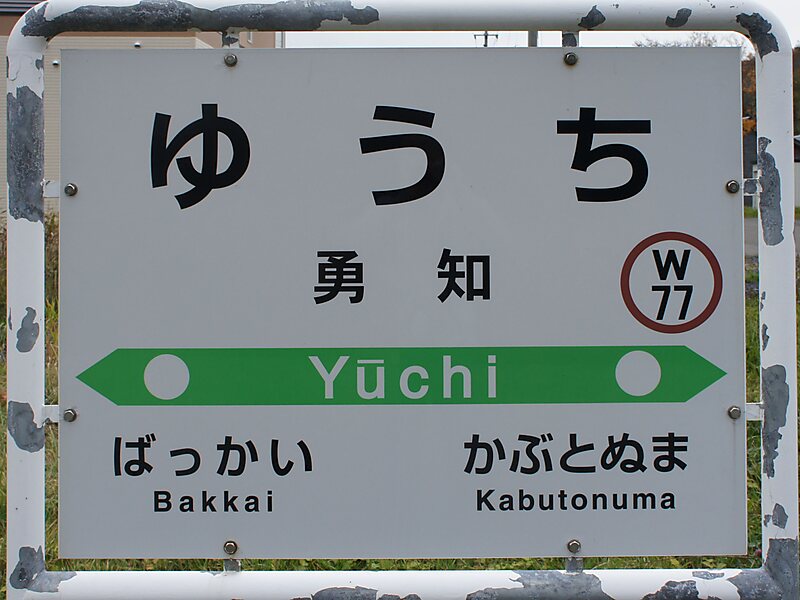 ゆうち
勇知
W
77
Yūchi
ばっかい
Bakkai
かぶとぬま
Kabutonuma